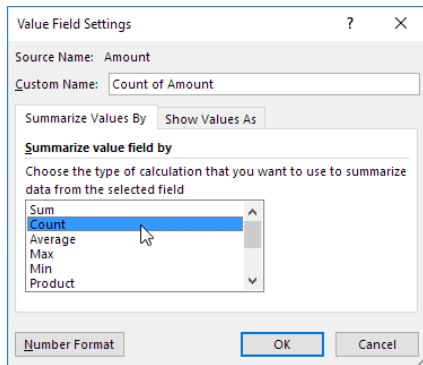 Value Field Settings ?
Source Name: Amount
Custom Name: Count of Amount
Summarize Values By Show Values As
Summarize value field by
Choose the type of calculation that you want to use to summarize
data from the selected field
Sum
Count
Average
Max
Min
Product
Number Format OK Cancel